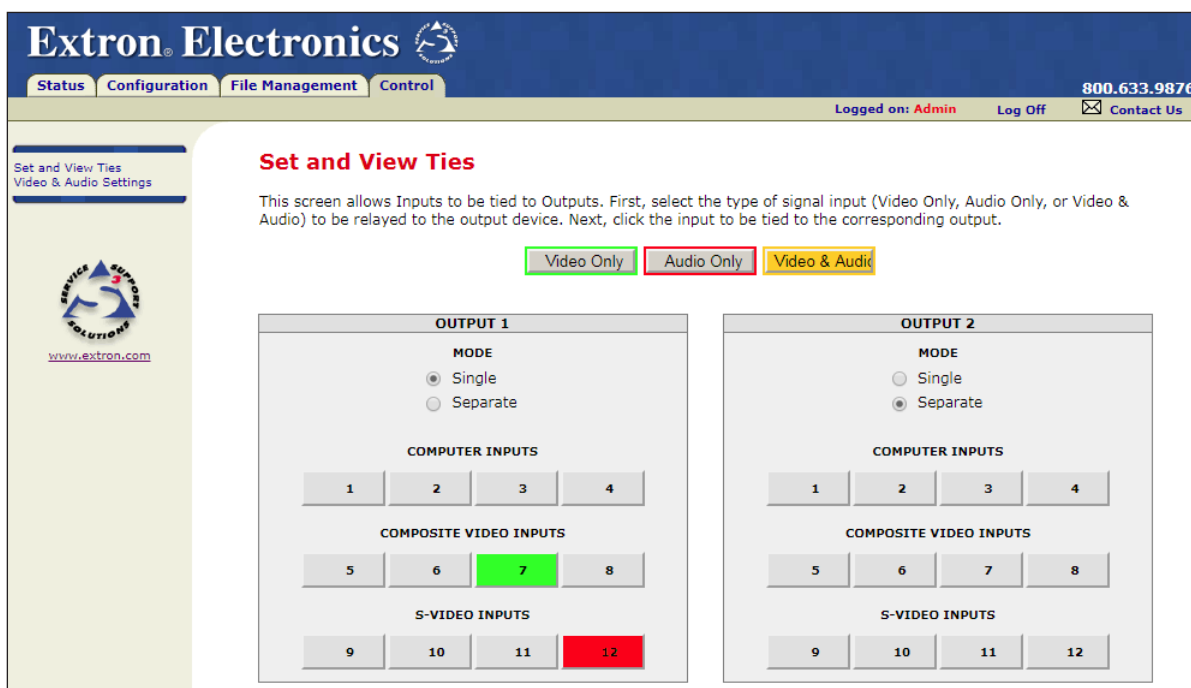 Extron® Electronics
Status Configuration File Management Control
800.633.9876
Logged on: Admin Log Off Contact Us
Set and View Ties
Video & Audio Settings
SERVICE SUPPORT SOLUTIONS
3
www.extron.com
Set and View Ties
This screen allows Inputs to be tied to Outputs. First, select the type of signal input (Video Only, Audio Only, or Video &
Audio) to be relayed to the output device. Next, click the input to be tied to the corresponding output.
Video Only Audio Only Video & Audio
OUTPUT 1
MODE
Single
Separate
COMPUTER INPUTS
1 2 3 4
COMPOSITE VIDEO INPUTS
5 6 7 8
S-VIDEO INPUTS
9 10 11 12
OUTPUT 2
MODE
Single
Separate
COMPUTER INPUTS
1 2 3 4
COMPOSITE VIDEO INPUTS
5 6 7 8
S-VIDEO INPUTS
9 10 11 12